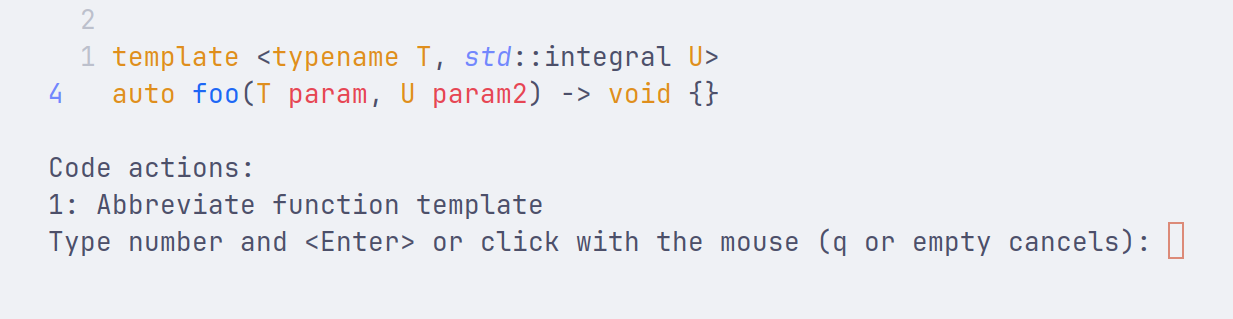 2
1 template <typename T, std::integral U>
4 auto foo(T param, U param2) -> void {}
Code actions:
1: Abbreviate function template
Type number and <Enter> or click with the mouse (q or empty cancels):